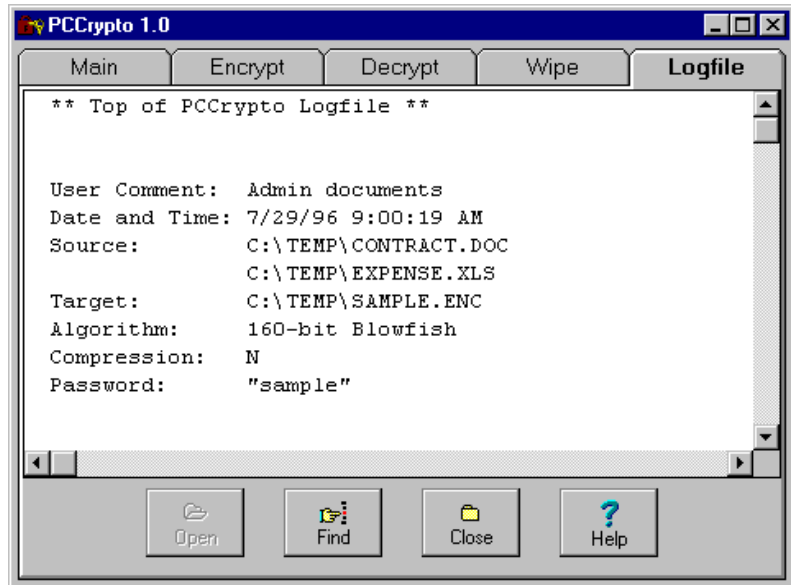 PCCrypto 1.0
Main Encrypt Decrypt Wipe Logfile
** Top of PCCrypto Logfile **
User Comment: Admin documents
Date and Time: 7/29/96 9:00:19 AM
Source: C:\TEMP\CONTRACT.DOC
C:\TEMP\EXPENSE.XLS
Target: C:\TEMP\SAMPLE.ENC
Algorithm: 160-bit Blowfish
Compression: N
Password: "sample"
Open Find Close Help